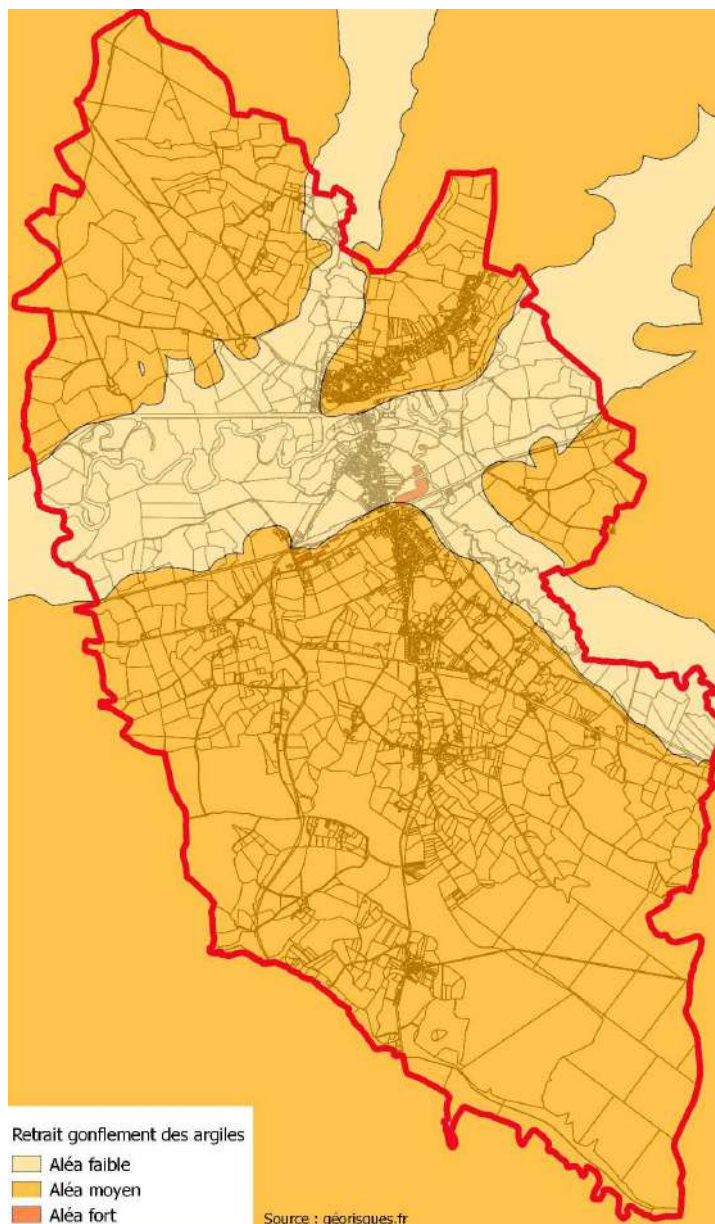 Retrait gonflement des argiles
Aléa faible
Aléa moyen
Aléa fort
Source : géorisques.fr